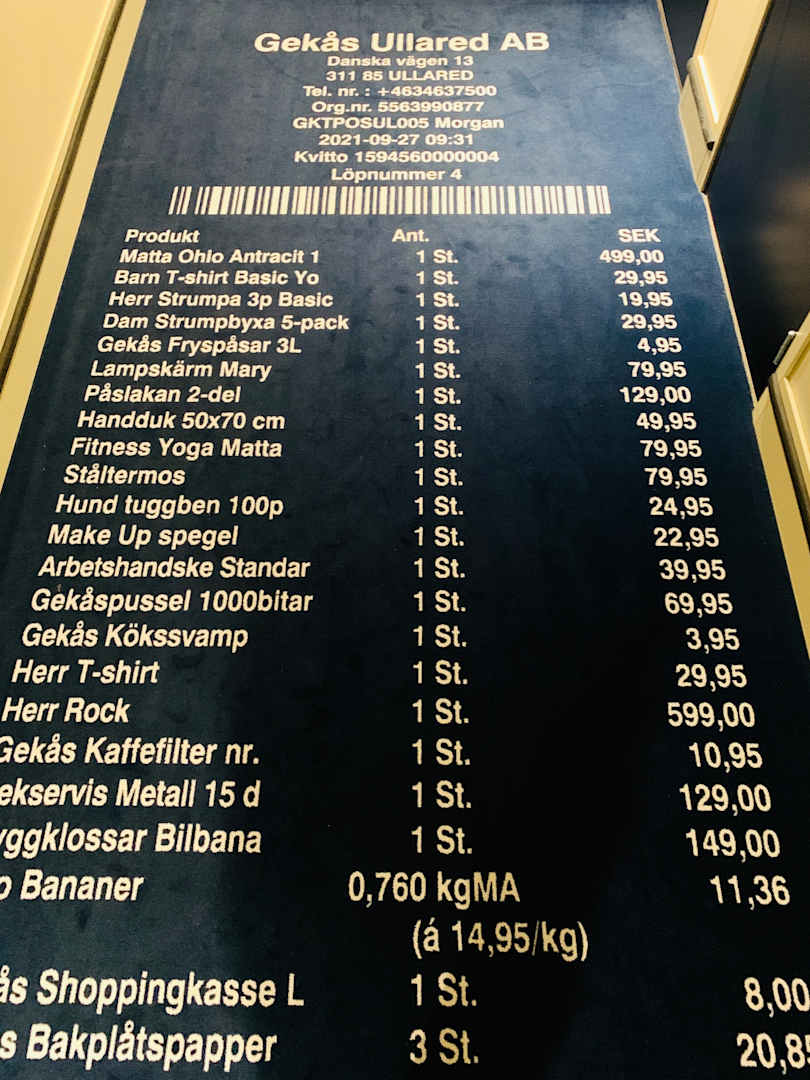 Gekås Ullared AB
Danska vägen 13
311 85 ULLARED
Tel. nr. : +4634637500
Org.nr. 5563990877
GKTPOSUL005 Morgan
2021-09-27 09:31
Kvitto 1594560000004
Löpnummer 4
Produkt Ant. SEK
Matta Ohio Antracit 1 1 St. 499,00
Barn T-shirt Basic Yo 1 St. 29,95
Herr Strumpa 3p Basic 1 St. 19,95
Dam Strumpbyxa 5-pack 1 St. 29,95
Gekås Fryspåsar 3L 1 St. 4,95
Lampskärm Mary 1 St. 79,95
Påslakan 2-del 1 St. 129,00
Handduk 50x70 cm 1 St. 49,95
Fitness Yoga Matta 1 St. 79,95
Ståltermos 1 St. 79,95
Hund tuggben 100p 1 St. 24,95
Make Up spegel 1 St. 22,95
Arbetshandske Standar 1 St. 39,95
Gekåspussel 1000bitar 1 St. 69,95
Gekås Kökssvamp 1 St. 3,95
Herr T-shirt 1 St. 29,95
Herr Rock 1 St. 599,00
Gekås Kaffefilter nr. 1 St. 10,95
ekservis Metall 15 d 1 St. 129,00
yggklossar Bilbana 1 St. 149,00
o Bananer 0,760 kgMA 11,36
(á 14,95/kg)
ås Shoppingkasse L 1 St. 8,00
s Bakplåtspapper 3 St. 20,85